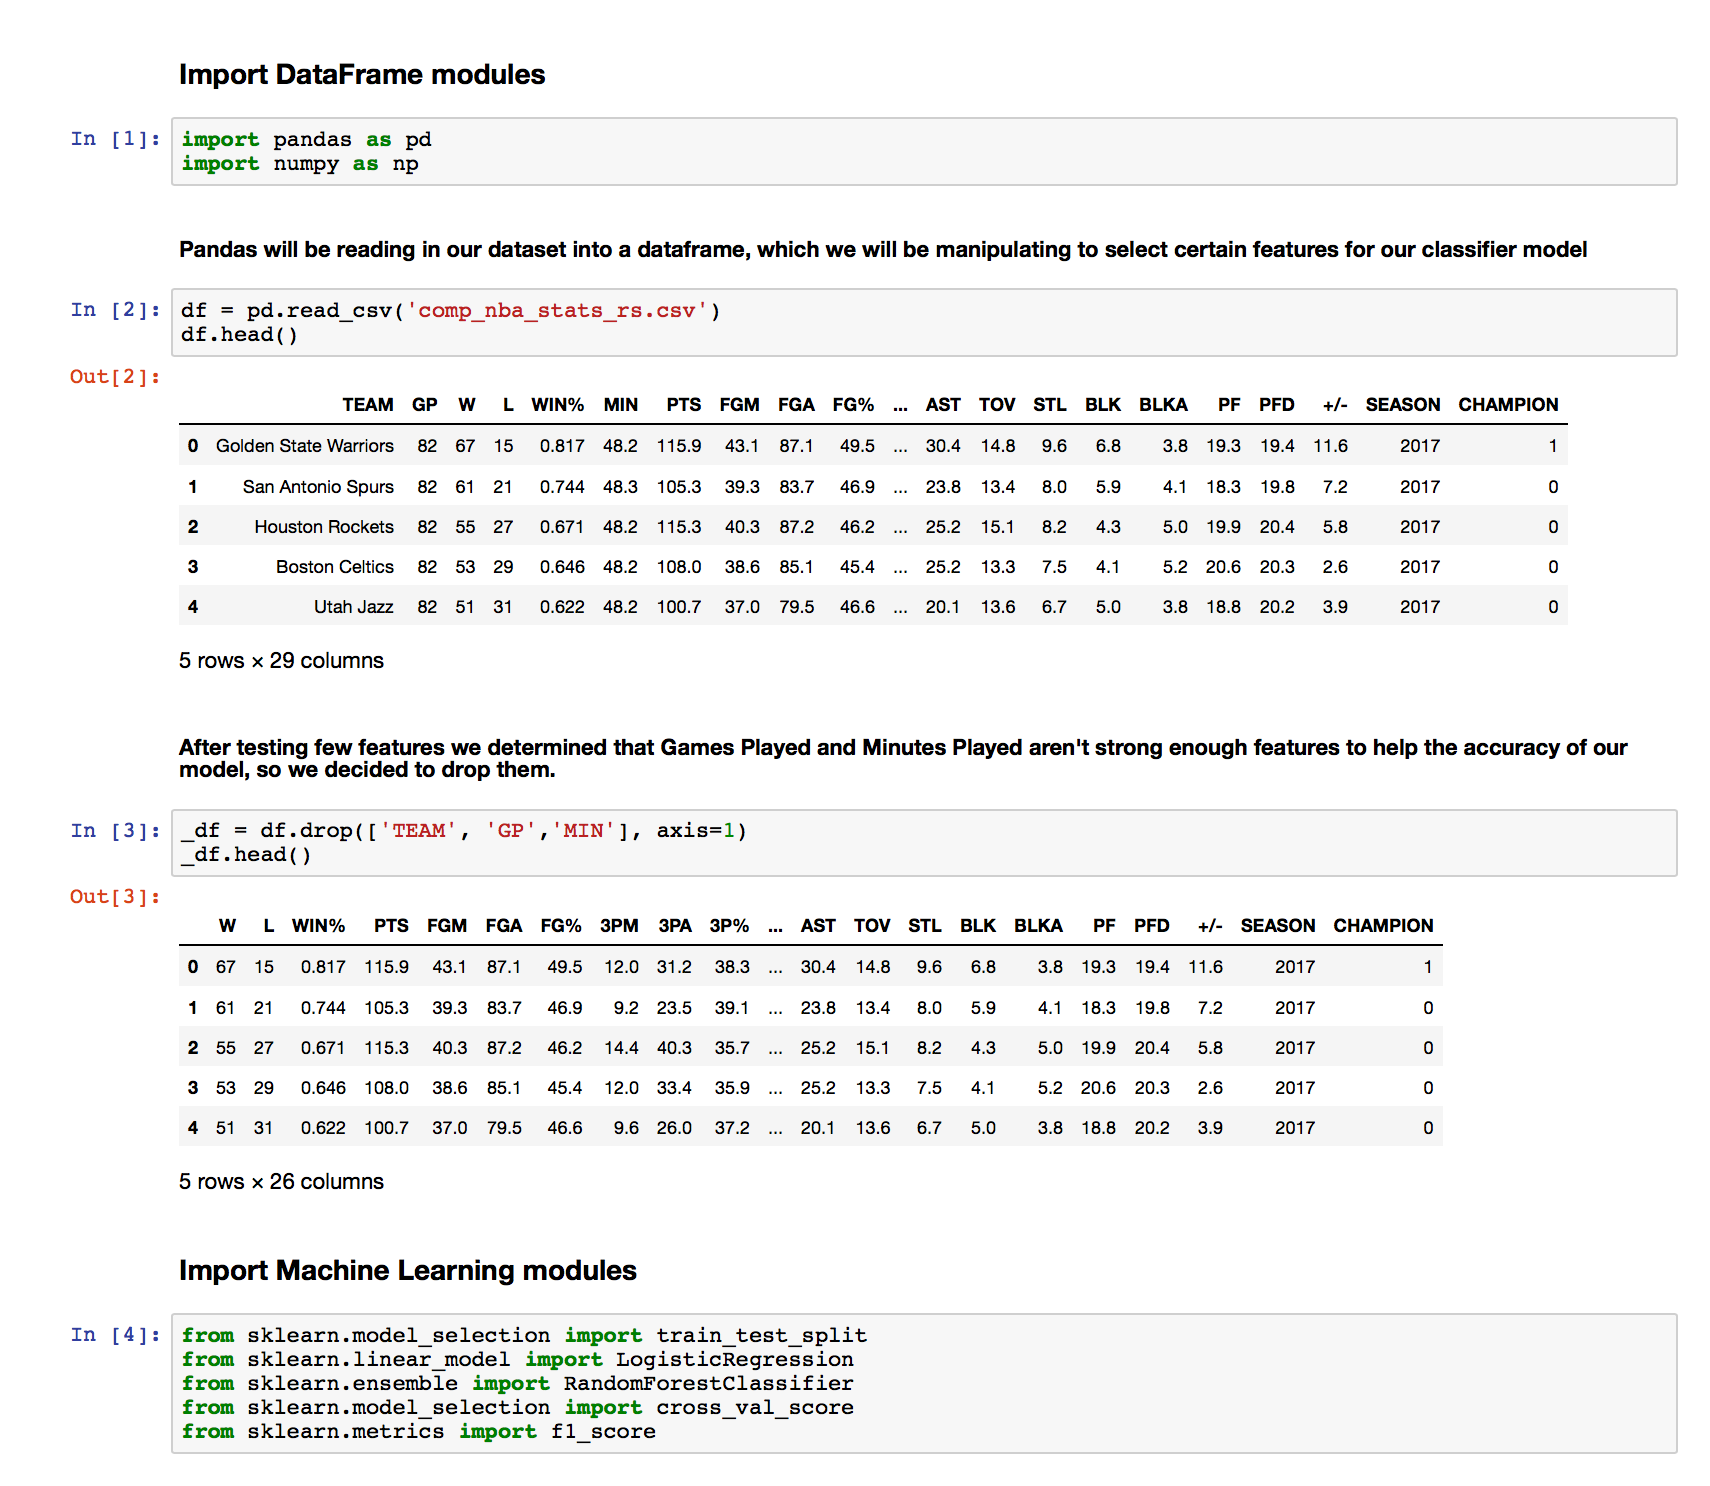 Import DataFrame modules
In [1]: import pandas as pd
import numpy as np
Pandas will be reading in our dataset into a dataframe, which we will be manipulating to select certain features for our classifier model
In [2]: df = pd.read_csv('comp_nba_stats_rs.csv')
df.head()
Out[2]:
TEAM GP W L WIN% MIN PTS FGM FGA FG% ... AST TOV STL BLK BLKA PF PFD +/- SEASON CHAMPION
0 Golden State Warriors 82 67 15 0.817 48.2 115.9 43.1 87.1 49.5 ... 30.4 14.8 9.6 6.8 3.8 19.3 19.4 11.6 2017 1
1 San Antonio Spurs 82 61 21 0.744 48.3 105.3 39.3 83.7 46.9 ... 23.8 13.4 8.0 5.9 4.1 18.3 19.8 7.2 2017 0
2 Houston Rockets 82 55 27 0.671 48.2 115.3 40.3 87.2 46.2 ... 25.2 15.1 8.2 4.3 5.0 19.9 20.4 5.8 2017 0
3 Boston Celtics 82 53 29 0.646 48.2 108.0 38.6 85.1 45.4 ... 25.2 13.3 7.5 4.1 5.2 20.6 20.3 2.6 2017 0
4 Utah Jazz 82 51 31 0.622 48.2 100.7 37.0 79.5 46.6 ... 20.1 13.6 6.7 5.0 3.8 18.8 20.2 3.9 2017 0
5 rows × 29 columns
After testing few features we determined that Games Played and Minutes Played aren't strong enough features to help the accuracy of our
model, so we decided to drop them.
In [3]: _df = df.drop(['TEAM', 'GP','MIN'], axis=1)
_df.head()
Out[3]:
W L WIN% PTS FGM FGA FG% 3PM 3PA 3P% ... AST TOV STL BLK BLKA PF PFD +/- SEASON CHAMPION
0 67 15 0.817 115.9 43.1 87.1 49.5 12.0 31.2 38.3 ... 30.4 14.8 9.6 6.8 3.8 19.3 19.4 11.6 2017 1
1 61 21 0.744 105.3 39.3 83.7 46.9 9.2 23.5 39.1 ... 23.8 13.4 8.0 5.9 4.1 18.3 19.8 7.2 2017 0
2 55 27 0.671 115.3 40.3 87.2 46.2 14.4 40.3 35.7 ... 25.2 15.1 8.2 4.3 5.0 19.9 20.4 5.8 2017 0
3 53 29 0.646 108.0 38.6 85.1 45.4 12.0 33.4 35.9 ... 25.2 13.3 7.5 4.1 5.2 20.6 20.3 2.6 2017 0
4 51 31 0.622 100.7 37.0 79.5 46.6 9.6 26.0 37.2 ... 20.1 13.6 6.7 5.0 3.8 18.8 20.2 3.9 2017 0
5 rows × 26 columns
Import Machine Learning modules
In [4]: from sklearn.model_selection import train_test_split
from sklearn.linear_model import LogisticRegression
from sklearn.ensemble import RandomForestClassifier
from sklearn.model_selection import cross_val_score
from sklearn.metrics import f1_score